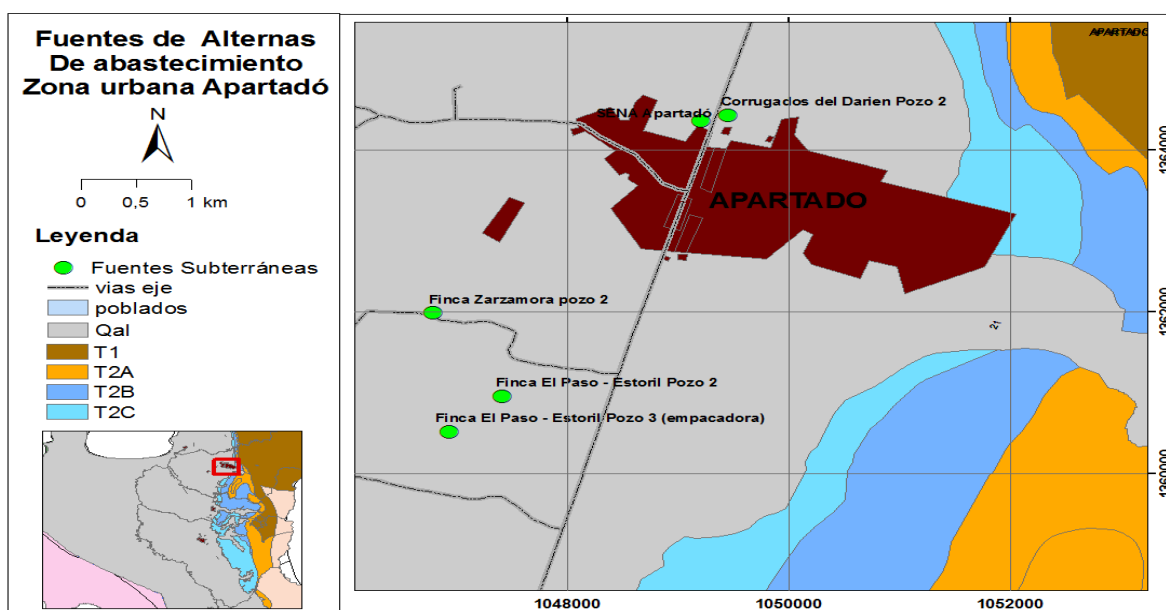 Fuentes de Alternas
De abastecimiento
Zona urbana Apartadó
N
0 0,5 1 km
Leyenda
Fuentes Subterráneas
vias eje
poblados
Qal
T1
T2A
T2B
T2C
APARTADO
Corrugados del Darien Pozo 2
SENA Apartadó
APARTADO
Finca Zarzamora pozo 2
21
Finca El Paso - Estoril Pozo 2
Finca El Paso - Estoril Pozo 3 (empacadora)
1364000
1362000
1360000
1048000 1050000 1052000